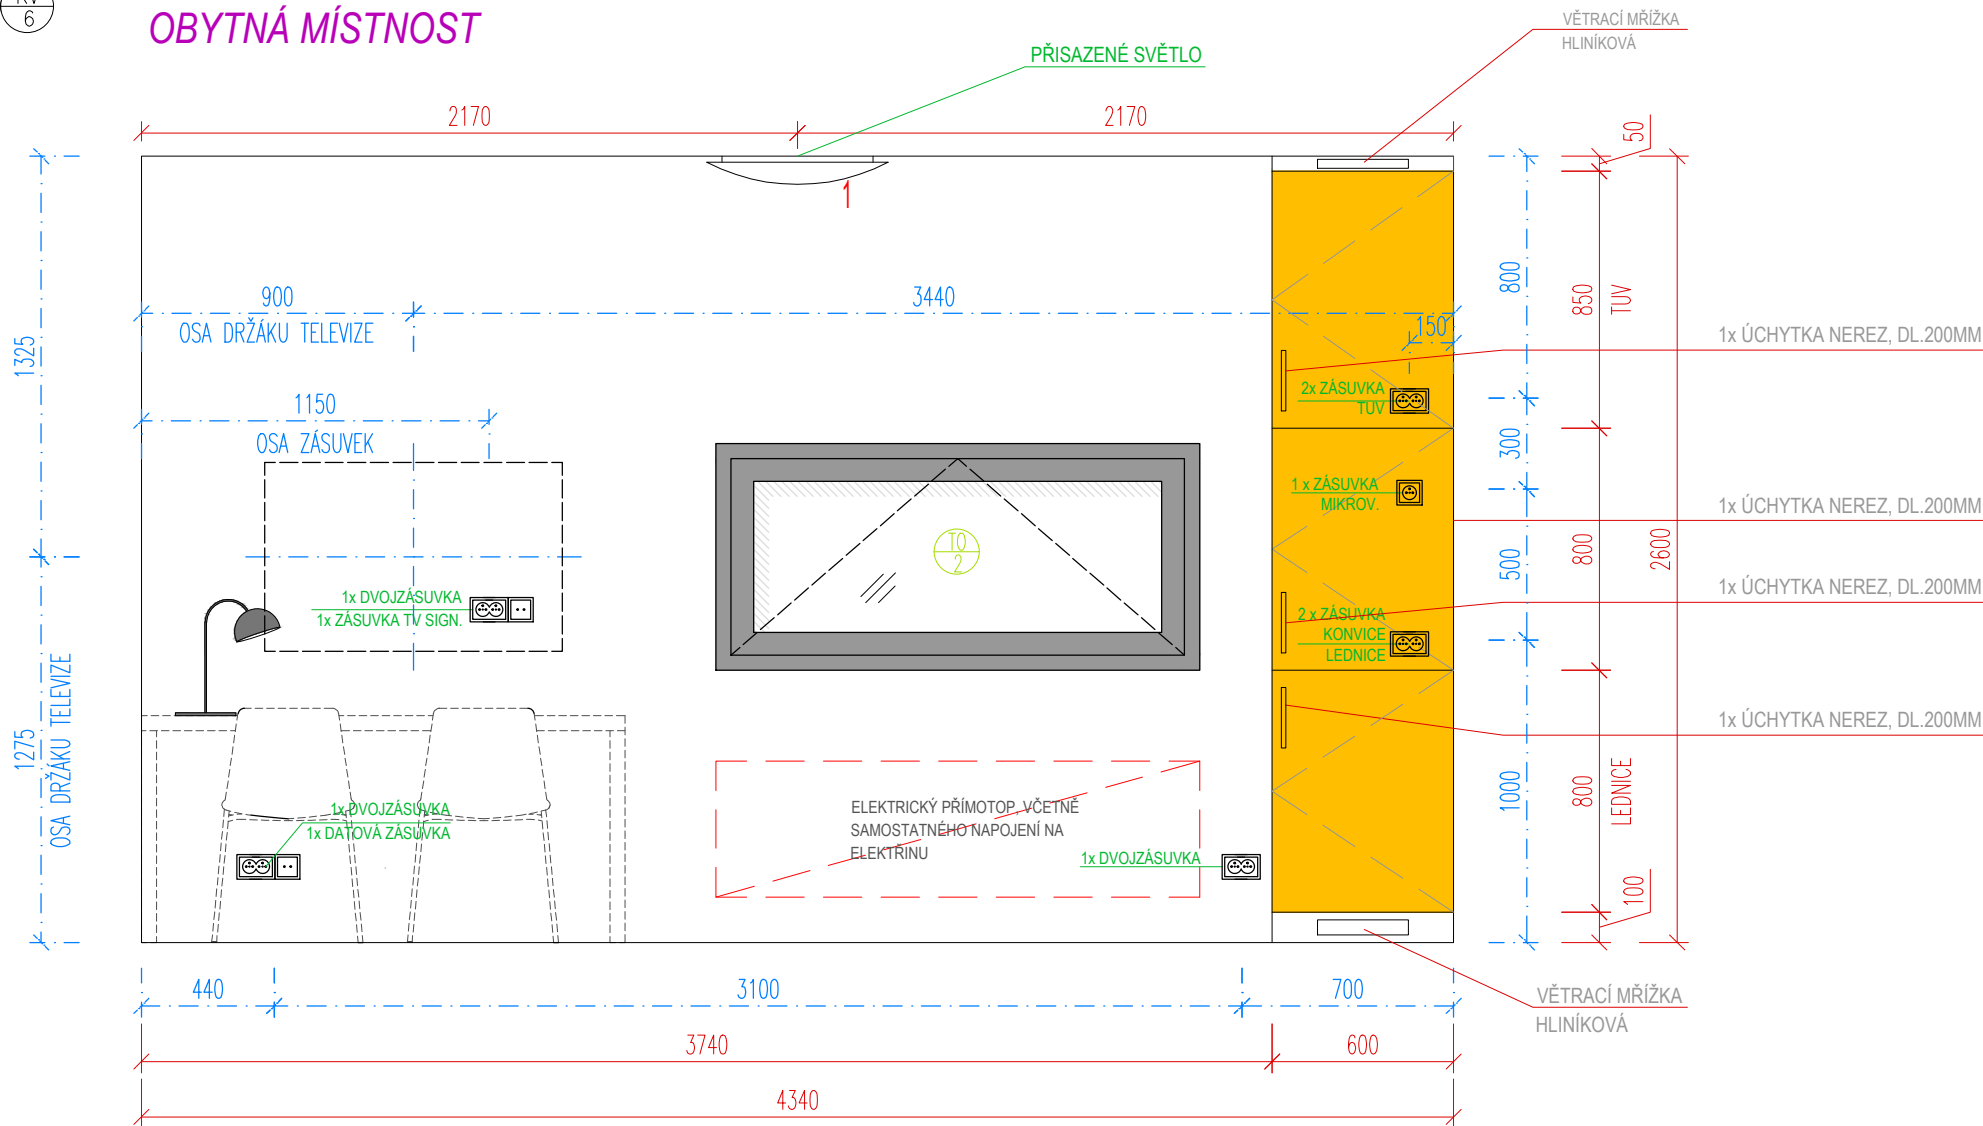 6
OBYTNÁ MÍSTNOST
VĚTRACÍ MŘÍŽKA
HLINÍKOVÁ
PŘISAZENÉ SVĚTLO
2170
2170
50
1
900
3440
OSA DRŽÁKU TELEVIZE
1325
800
850
TUV
150
1x ÚCHYTKA NEREZ, DL.200MM
2x ZÁSUVKA
TUV
1150
OSA ZÁSUVEK
300
1 x ZÁSUVKA
MIKROV.
1x ÚCHYTKA NEREZ, DL.200MM
TO
2
500
800
2600
1x ÚCHYTKA NEREZ, DL.200MM
1x DVOJZÁSUVKA
1x ZÁSUVKA TV SIGN.
2 x ZÁSUVKA
KONVICE
LEDNICE
1275
OSA DRŽÁKU TELEVIZE
1x ÚCHYTKA NEREZ, DL.200MM
1000
800
LEDNICE
1x DVOJZÁSUVKA
1x DATOVÁ ZÁSUVKA
ELEKTRICKÝ PŘÍMOTOP, VČETNĚ
SAMOSTATNÉHO NAPOJENÍ NA
ELEKTŘINU
1x DVOJZÁSUVKA
100
440
3100
700
VĚTRACÍ MŘÍŽKA
HLINÍKOVÁ
3740
600
4340